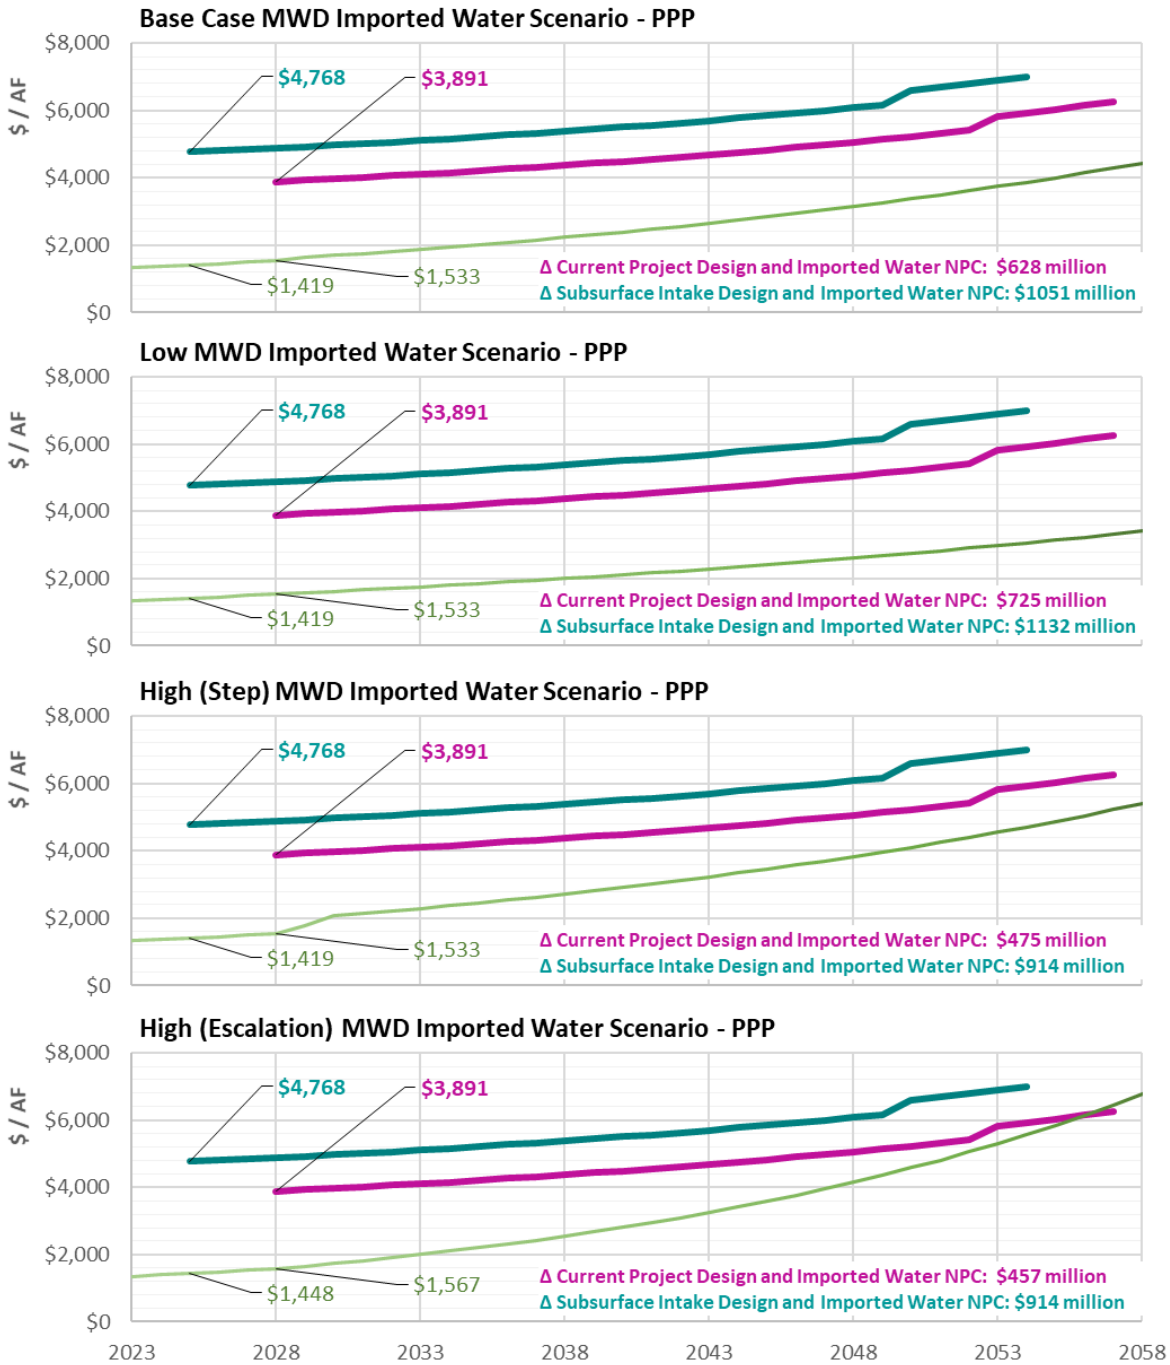 Base Case MWD Imported Water Scenario - PPP
$8,000
$4,768
$3,891
$ / AF
$6,000
$4,000
$2,000
$1,419
$1,533
Δ Current Project Design and Imported Water NPC: $628 million
Δ Subsurface Intake Design and Imported Water NPC: $1051 million
$0
Low MWD Imported Water Scenario - PPP
$8,000
$4,768
$3,891
$ / AF
$6,000
$4,000
$2,000
$1,419
$1,533
Δ Current Project Design and Imported Water NPC: $725 million
Δ Subsurface Intake Design and Imported Water NPC: $1132 million
$0
High (Step) MWD Imported Water Scenario - PPP
$8,000
$4,768
$3,891
$ / AF
$6,000
$4,000
$2,000
$1,419
$1,533
Δ Current Project Design and Imported Water NPC: $475 million
Δ Subsurface Intake Design and Imported Water NPC: $914 million
$0
High (Escalation) MWD Imported Water Scenario - PPP
$8,000
$4,768
$3,891
$ / AF
$6,000
$4,000
$2,000
$1,448
$1,567
Δ Current Project Design and Imported Water NPC: $457 million
Δ Subsurface Intake Design and Imported Water NPC: $914 million
$0
2023 2028 2033 2038 2043 2048 2053 2058